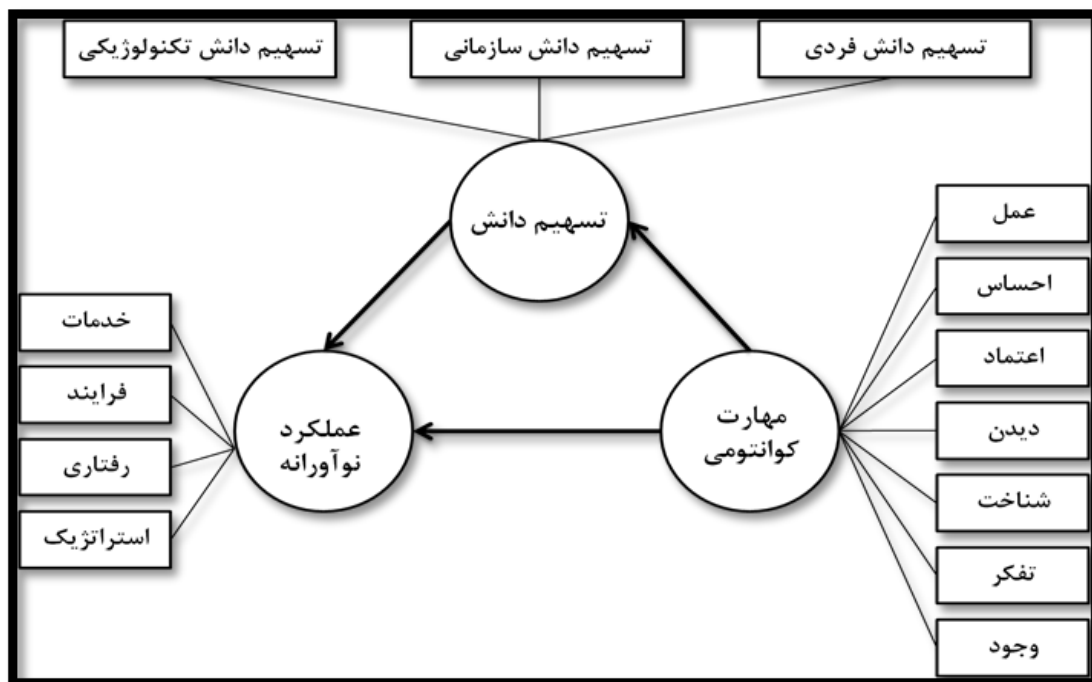 تسهیم دانش فردی
تسهیم دانش سازمانی
تسهیم دانش تکنولوژیکی
تسهیم دانش
عمل
احساس
اعتماد
دیدن
شناخت
تفکر
وجود
مهارت
کوانتومی
عملکرد
نوآورانه
خدمات
فرایند
رفتاری
استراتژیک